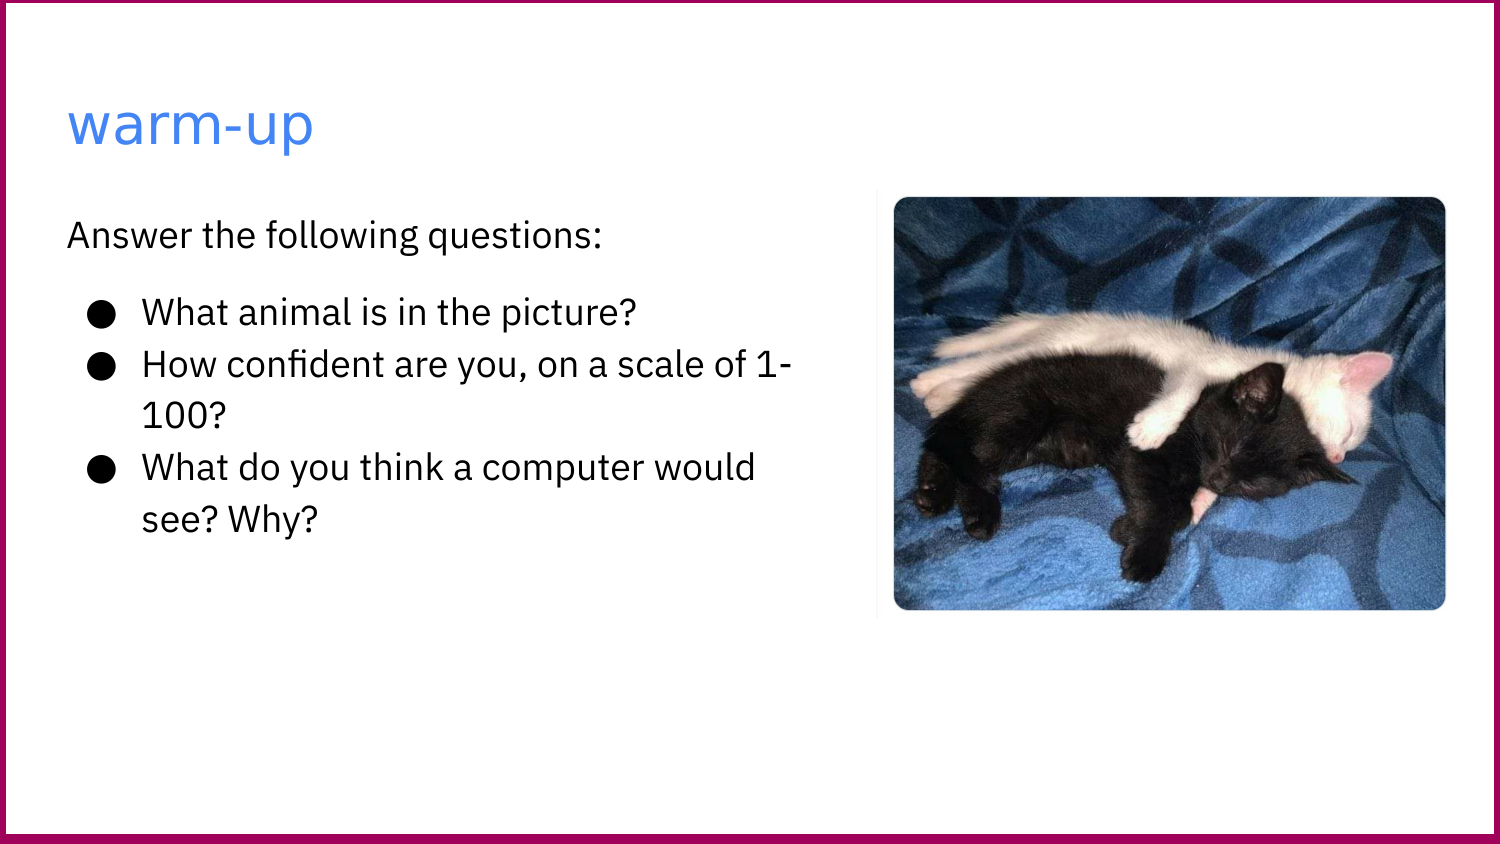 warm-up
Answer the following questions:
● What animal is in the picture?
● How confident are you, on a scale of 1-
100?
● What do you think a computer would
see? Why?